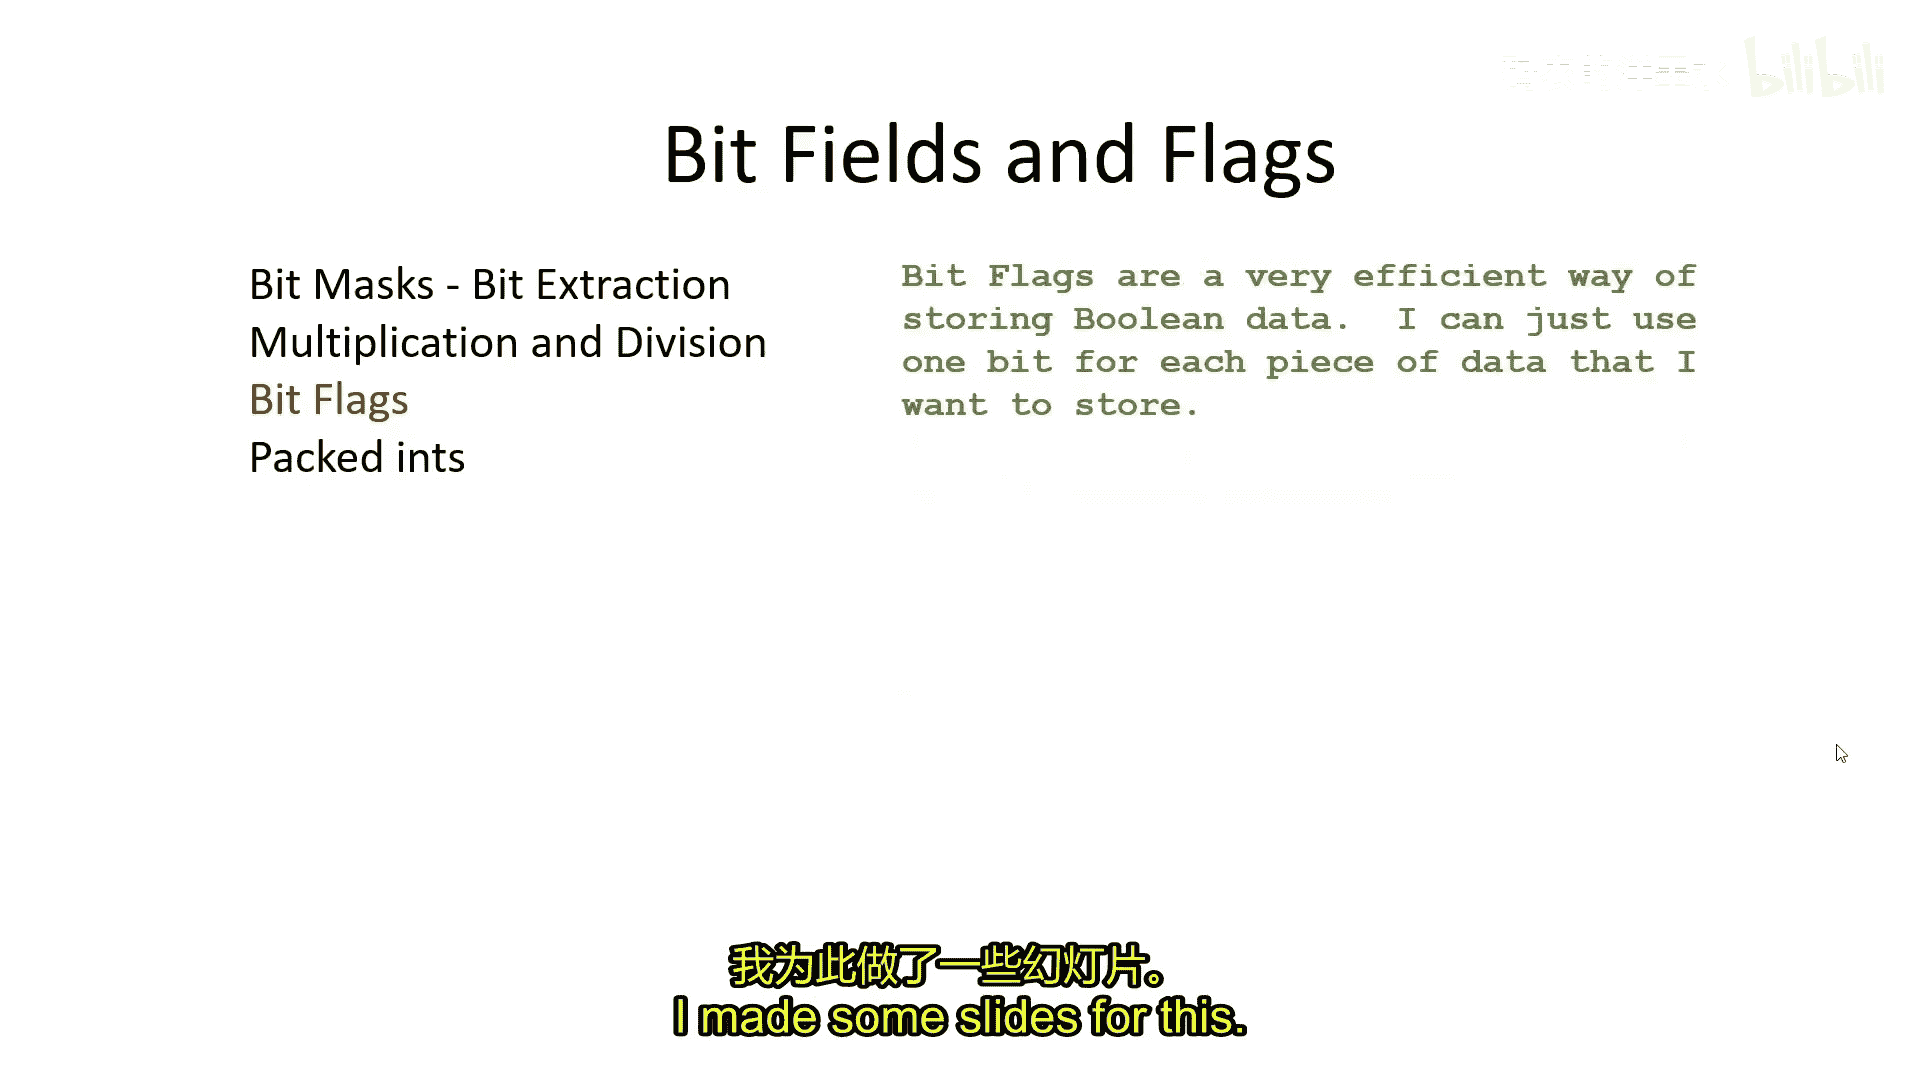 bilibili
Bit Fields and Flags
Bit Masks - Bit Extraction
Multiplication and Division
Bit Flags
Packed ints
Bit Flags are a very efficient way of
storing Boolean data.  I can just use
one bit for each piece of data that I
want to store.
我为此做了一些幻灯片。
I made some slides for this.